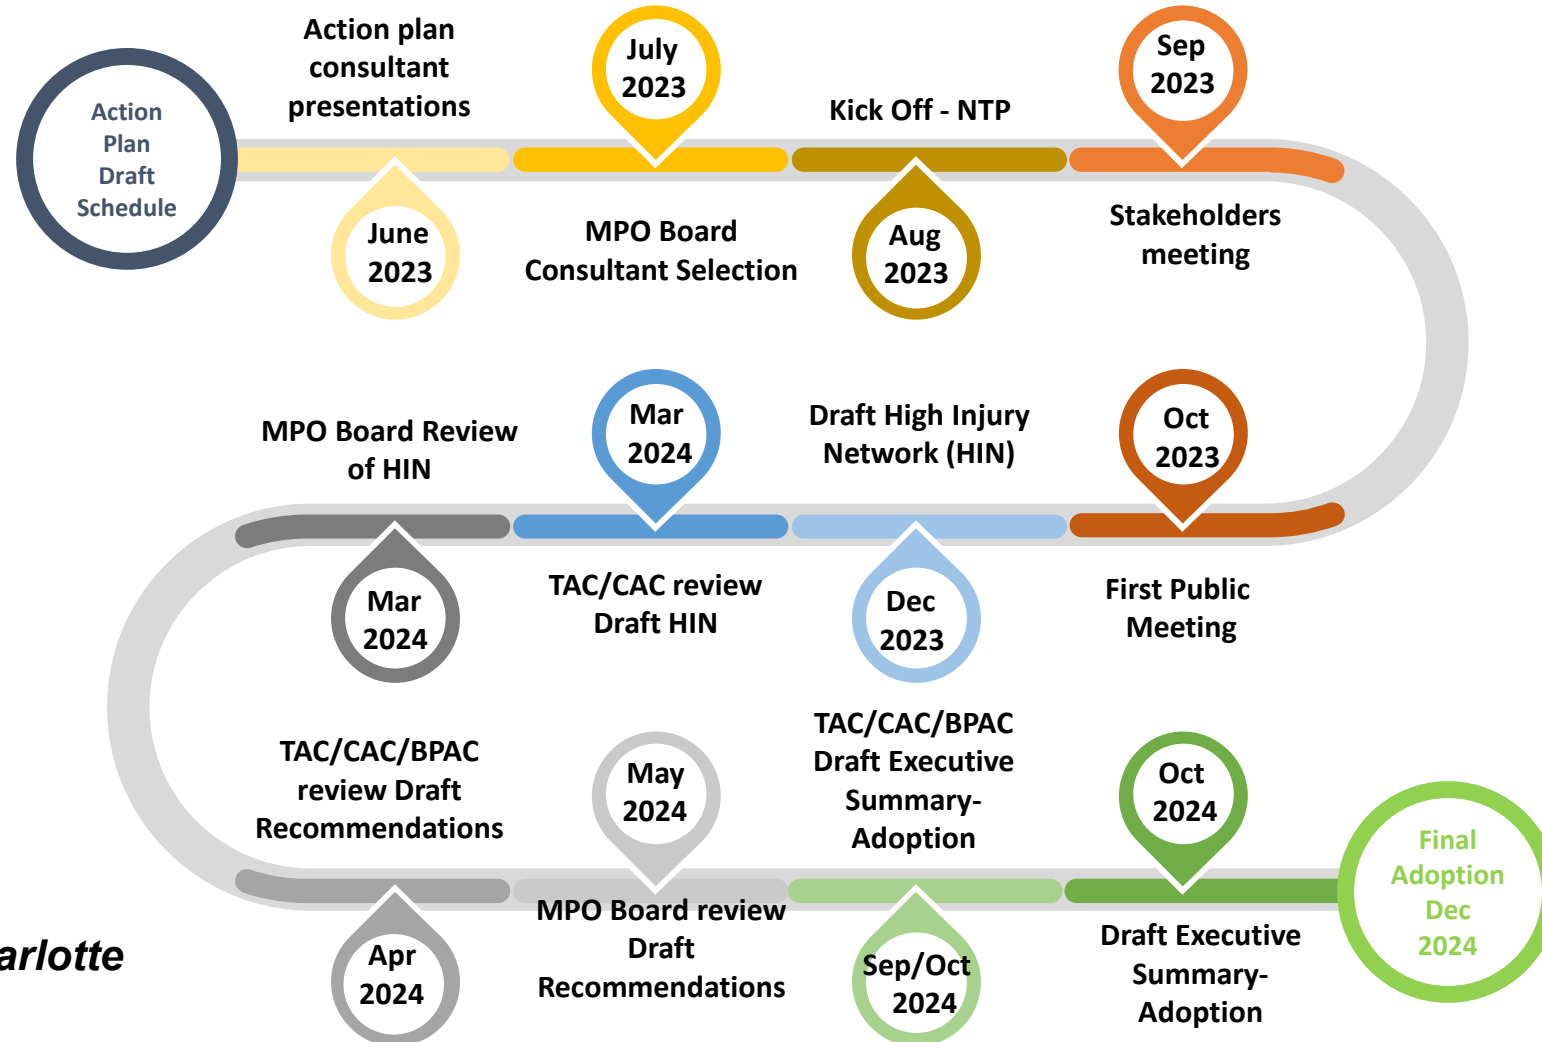 Action
Plan
Draft
Schedule
Action plan
consultant
presentations
June
2023
July
2023
MPO Board
Consultant Selection
Kick Off - NTP
Aug
2023
Sep
2023
Stakeholders
meeting
Oct
2023
First Public
Meeting
Draft High Injury
Network (HIN)
Dec
2023
Mar
2024
TAC/CAC review
Draft HIN
MPO Board Review
of HIN
Mar
2024
TAC/CAC/BPAC
review Draft
Recommendations
Apr
2024
May
2024
MPO Board review
Draft
Recommendations
TAC/CAC/BPAC
Draft Executive
Summary-
Adoption
Sep/Oct
2024
Oct
2024
Draft Executive
Summary-
Adoption
Final
Adoption
Dec
2024
arlotte